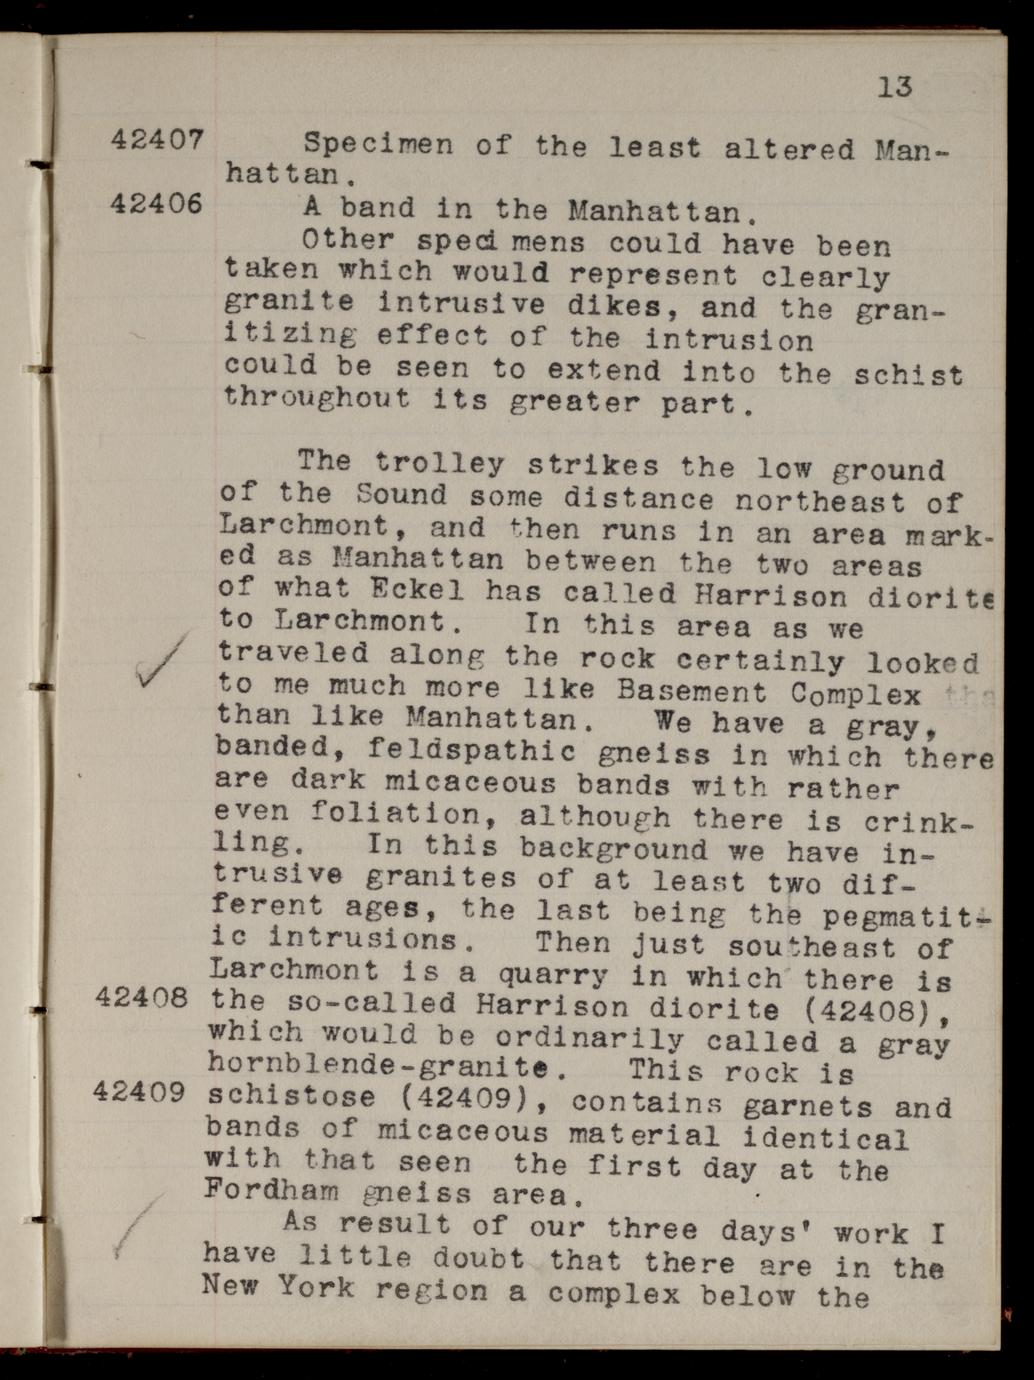 13
42407 Specimen of the least altered Man-
hattan.
42406 A band in the Manhattan.
Other specimens could have been
taken which would represent clearly
granite intrusive dikes, and the gran-
itizing effect of the intrusion
could be seen to extend into the schist
throughout its greater part.
The trolley strikes the low ground
of the Sound some distance northeast of
Larchmont, and then runs in an area mark-
ed as Manhattan between the two areas
of what Eckel has called Harrison diorite
to Larchmont. In this area as we
traveled along the rock certainly looked
to me much more like Basement Complex tha
than like Manhattan. We have a gray,
banded, feldspathic gneiss in which there
are dark micaceous bands with rather
even foliation, although there is crink-
ling. In this background we have in-
trusive granites of at least two dif-
ferent ages, the last being the pegmatit-
ic intrusions. Then just southeast of
Larchmont is a quarry in which there is
42408 the so-called Harrison diorite (42408),
which would be ordinarily called a gray
hornblende-granite. This rock is
42409 schistose (42409), contains garnets and
bands of micaceous material identical
with that seen the first day at the
Fordham gneiss area.
As result of our three days' work I
have little doubt that there are in the
New York region a complex below the